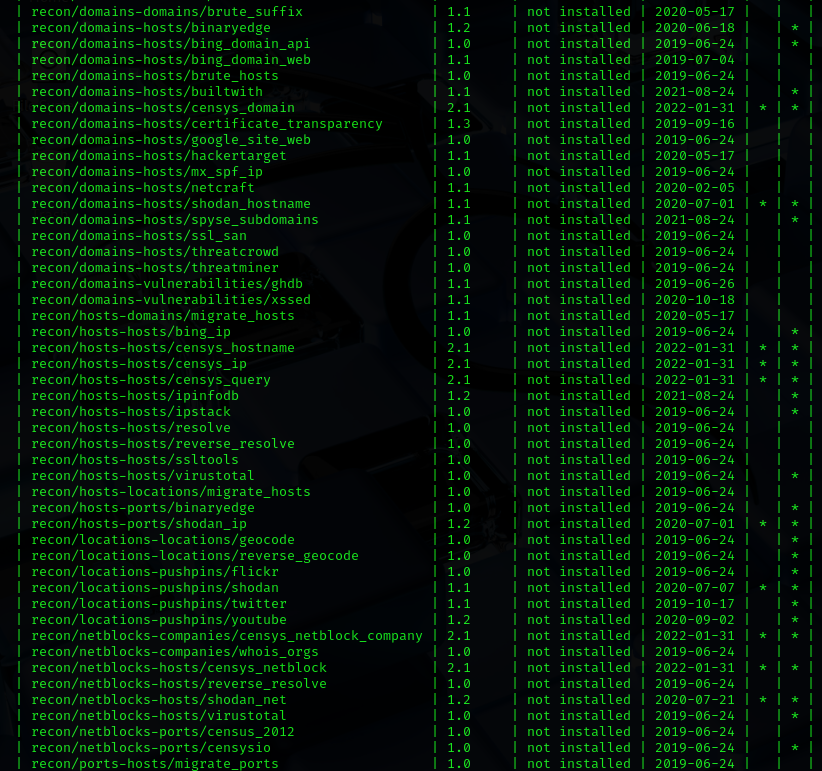 | recon/domains-domains/brute_suffix | 1.1 | not installed | 2020-05-17 | | |
| recon/domains-hosts/binaryedge | 1.2 | not installed | 2020-06-18 | | * |
| recon/domains-hosts/bing_domain_api | 1.0 | not installed | 2019-06-24 | | * |
| recon/domains-hosts/bing_domain_web | 1.1 | not installed | 2019-07-04 | | |
| recon/domains-hosts/brute_hosts | 1.0 | not installed | 2019-06-24 | | |
| recon/domains-hosts/builtwith | 1.1 | not installed | 2021-08-24 | | * |
| recon/domains-hosts/censys_domain | 2.1 | not installed | 2022-01-31 | * | * |
| recon/domains-hosts/certificate_transparency | 1.3 | not installed | 2019-09-16 | | |
| recon/domains-hosts/google_site_web | 1.0 | not installed | 2019-06-24 | | |
| recon/domains-hosts/hackertarget | 1.1 | not installed | 2020-05-17 | | |
| recon/domains-hosts/mx_spf_ip | 1.0 | not installed | 2019-06-24 | | |
| recon/domains-hosts/netcraft | 1.1 | not installed | 2020-02-05 | | |
| recon/domains-hosts/shodan_hostname | 1.1 | not installed | 2020-07-01 | * | * |
| recon/domains-hosts/spyse_subdomains | 1.1 | not installed | 2021-08-24 | | * |
| recon/domains-hosts/ssl_san | 1.0 | not installed | 2019-06-24 | | |
| recon/domains-hosts/threatcrowd | 1.0 | not installed | 2019-06-24 | | |
| recon/domains-hosts/threatminer | 1.0 | not installed | 2019-06-24 | | |
| recon/domains-vulnerabilities/ghdb | 1.1 | not installed | 2019-06-26 | | |
| recon/domains-vulnerabilities/xssed | 1.1 | not installed | 2020-10-18 | | |
| recon/hosts-domains/migrate_hosts | 1.1 | not installed | 2020-05-17 | | |
| recon/hosts-hosts/bing_ip | 1.0 | not installed | 2019-06-24 | | * |
| recon/hosts-hosts/censys_hostname | 2.1 | not installed | 2022-01-31 | * | * |
| recon/hosts-hosts/censys_ip | 2.1 | not installed | 2022-01-31 | * | * |
| recon/hosts-hosts/censys_query | 2.1 | not installed | 2022-01-31 | * | * |
| recon/hosts-hosts/ipinfodb | 1.2 | not installed | 2021-08-24 | | * |
| recon/hosts-hosts/ipstack | 1.0 | not installed | 2019-06-24 | | * |
| recon/hosts-hosts/resolve | 1.0 | not installed | 2019-06-24 | | |
| recon/hosts-hosts/reverse_resolve | 1.0 | not installed | 2019-06-24 | | |
| recon/hosts-hosts/ssltools | 1.0 | not installed | 2019-06-24 | | |
| recon/hosts-hosts/virustotal | 1.0 | not installed | 2019-06-24 | | * |
| recon/hosts-locations/migrate_hosts | 1.0 | not installed | 2019-06-24 | | |
| recon/hosts-ports/binaryedge | 1.0 | not installed | 2019-06-24 | | * |
| recon/hosts-ports/shodan_ip | 1.2 | not installed | 2020-07-01 | * | * |
| recon/locations-locations/geocode | 1.0 | not installed | 2019-06-24 | | * |
| recon/locations-locations/reverse_geocode | 1.0 | not installed | 2019-06-24 | | * |
| recon/locations-pushpins/flickr | 1.0 | not installed | 2019-06-24 | | * |
| recon/locations-pushpins/shodan | 1.1 | not installed | 2020-07-07 | * | * |
| recon/locations-pushpins/twitter | 1.1 | not installed | 2019-10-17 | | * |
| recon/locations-pushpins/youtube | 1.2 | not installed | 2020-09-02 | | * |
| recon/netblocks-companies/censys_netblock_company | 2.1 | not installed | 2022-01-31 | * | * |
| recon/netblocks-companies/whois_orgs | 1.0 | not installed | 2019-06-24 | | |
| recon/netblocks-hosts/censys_netblock | 2.1 | not installed | 2022-01-31 | * | * |
| recon/netblocks-hosts/reverse_resolve | 1.0 | not installed | 2019-06-24 | | |
| recon/netblocks-hosts/shodan_net | 1.2 | not installed | 2020-07-21 | * | * |
| recon/netblocks-hosts/virustotal | 1.0 | not installed | 2019-06-24 | | * |
| recon/netblocks-ports/census_2012 | 1.0 | not installed | 2019-06-24 | | |
| recon/netblocks-ports/censysio | 1.0 | not installed | 2019-06-24 | | * |
| recon/ports-hosts/migrate_ports | 1.0 | not installed | 2019-06-24 | | |